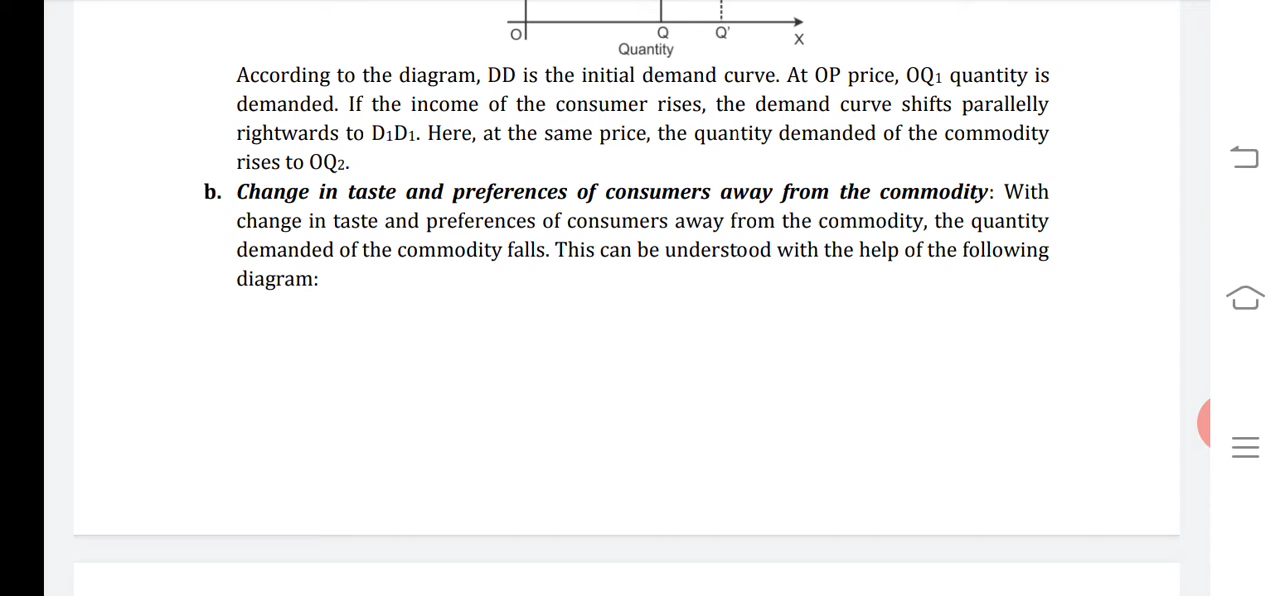 O
Q
Q'
X
Quantity
According to the diagram, DD is the initial demand curve. At OP price, OQ1 quantity is
demanded. If the income of the consumer rises, the demand curve shifts parallelly
rightwards to D1D1. Here, at the same price, the quantity demanded of the commodity
rises to OQ2.
b. Change in taste and preferences of consumers away from the commodity: With
change in taste and preferences of consumers away from the commodity, the quantity
demanded of the commodity falls. This can be understood with the help of the following
diagram: